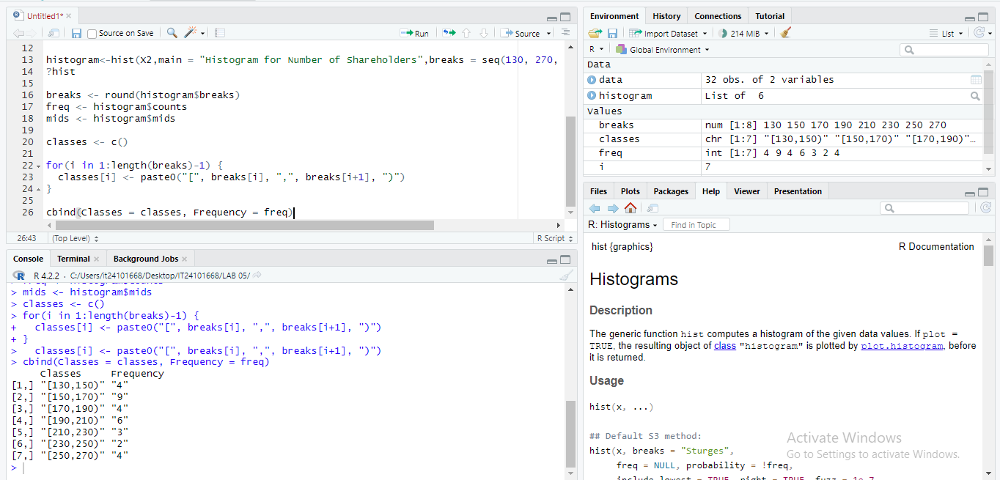 Untitled1*
Source on Save
Run
Source
12
13 histogram<-hist(X2,main = "Histogram for Number of Shareholders",breaks = seq(130, 270,
14 ?hist
15
16 breaks <- round(histogram$breaks)
17 freq <- histogram$counts
18 mids <- histogram$mids
19
20 classes <- c()
21
22 for(i in 1:length(breaks)-1) {
23 classes[i] <- paste0("[", breaks[i], ",", breaks[i+1], ")")
24 }
25
26 cbind(Classes = classes, Frequency = freq)
26:43 (Top Level) R Script
Console Terminal Background Jobs
R 4.2.2 · C:/Users/it24101668/Desktop/IT24101668/LAB 05/
> mids <- histogram$mids
> classes <- c()
> for(i in 1:length(breaks)-1) {
+ classes[i] <- paste0("[", breaks[i], ",", breaks[i+1], ")")
+ }
> classes[i] <- paste0("[", breaks[i], ",", breaks[i+1], ")")
> cbind(Classes = classes, Frequency = freq)
Classes Frequency
[1,] "[130,150)" "4"
[2,] "[150,170)" "9"
[3,] "[170,190)" "4"
[4,] "[190,210)" "6"
[5,] "[210,230)" "3"
[6,] "[230,250)" "2"
[7,] "[250,270)" "4"
>
Environment History Connections Tutorial
Import Dataset 214 MiB List
R Global Environment
Data
data 32 obs. of 2 variables
histogram List of 6
Values
breaks num [1:8] 130 150 170 190 210 230 250 270
classes chr [1:7] "[130,150)" "[150,170)" "[170,190)"…
freq int [1:7] 4 9 4 6 3 2 4
i 7
Files Plots Packages Help Viewer Presentation
R: Histograms Find in Topic
hist {graphics} R Documentation
Histograms
Description
The generic function hist computes a histogram of the given data values. If plot =
TRUE, the resulting object of class "histogram" is plotted by plot.histogram, before
it is returned.
Usage
hist(x, ...)
## Default S3 method:
hist(x, breaks = "Sturges",
freq = NULL, probability = !freq,
include.lowest = TRUE, right = TRUE, fuzz = 1e-7,
Activate Windows
Go to Settings to activate Windows.